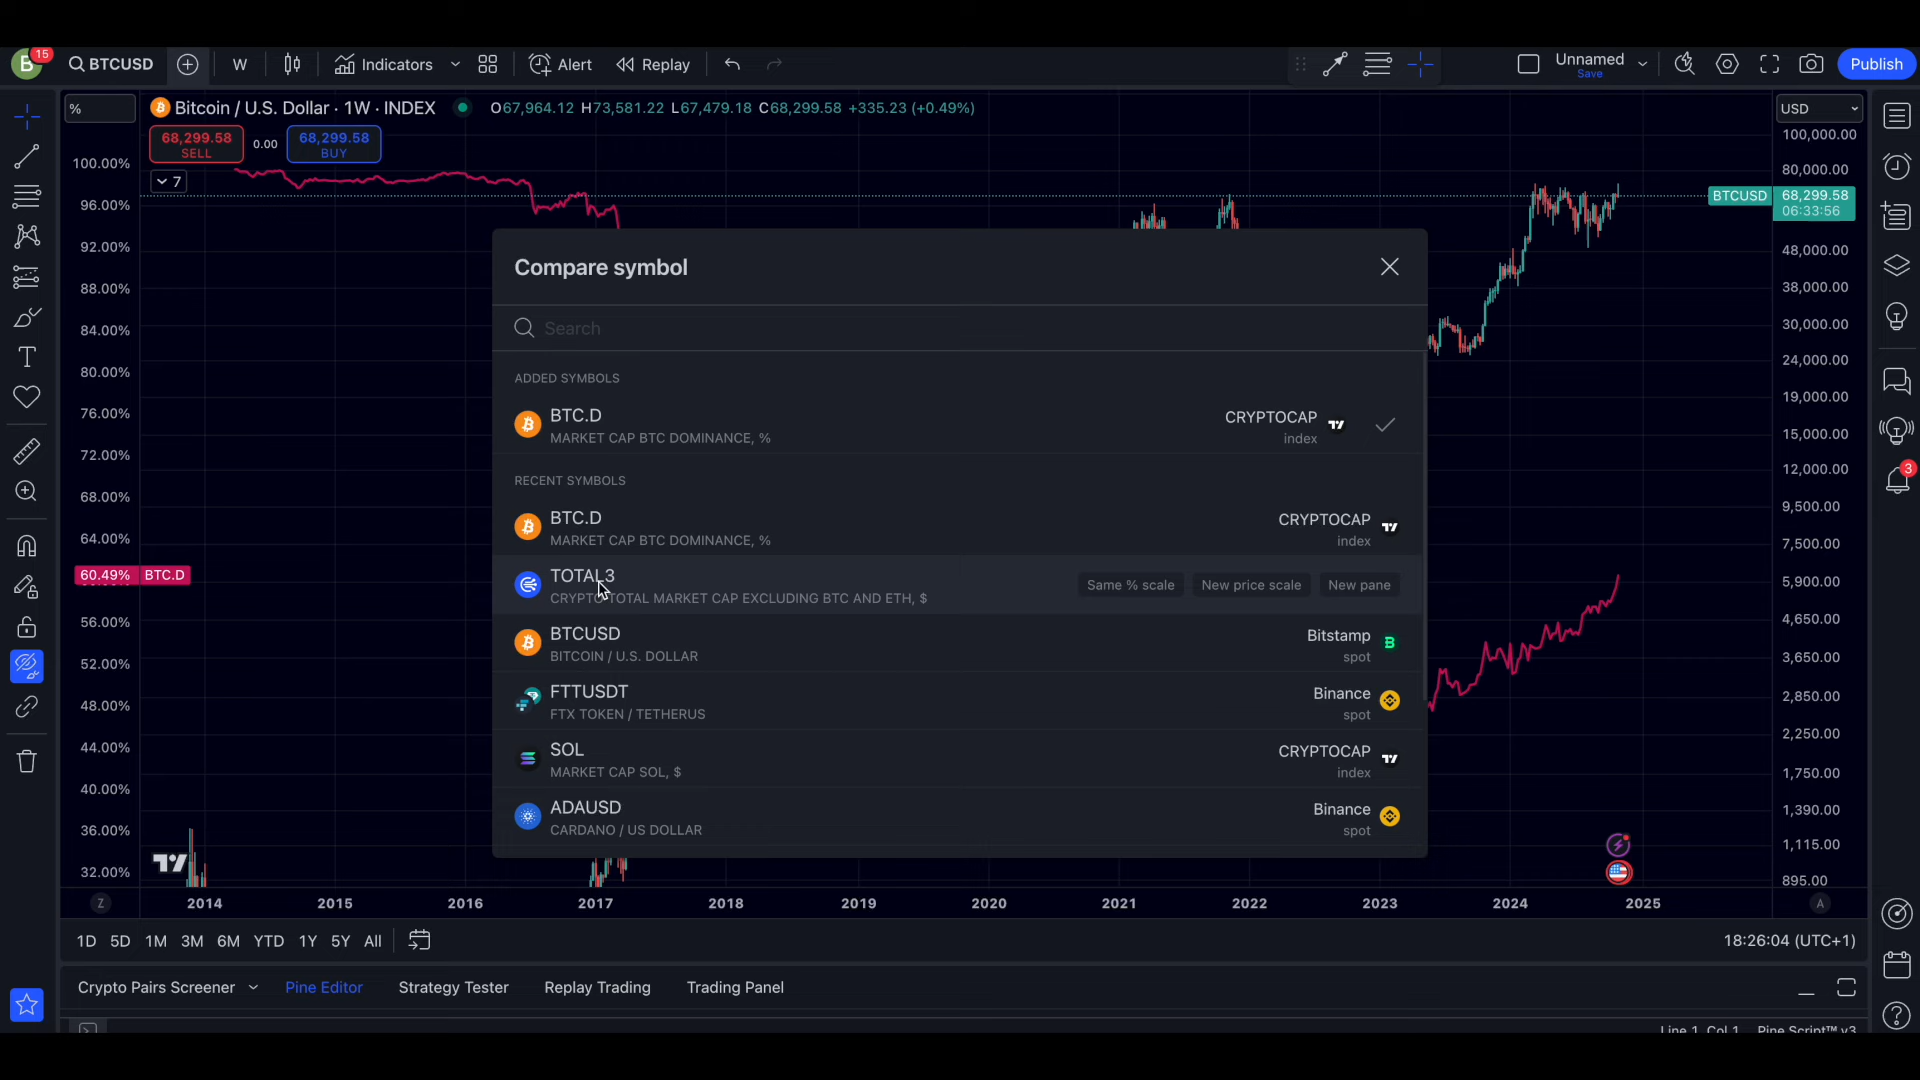 B 15 BTCUSD W Indicators Alert Replay Unnamed Publish
Save
% Bitcoin / U.S. Dollar · 1W · INDEX O67,964.12 H73,581.22 L67,479.18 C68,299.58 +335.23 (+0.49%) USD
68,299.58 0.00 68,299.58
SELL BUY
7
100.00%
96.00%
92.00%
88.00%
84.00%
80.00%
76.00%
72.00%
68.00%
64.00%
60.49% BTC.D
56.00%
52.00%
48.00%
44.00%
40.00%
36.00%
32.00%
Compare symbol
Search
ADDED SYMBOLS
BTC.D CRYPTOCAP
MARKET CAP BTC DOMINANCE, % index
RECENT SYMBOLS
BTC.D CRYPTOCAP
MARKET CAP BTC DOMINANCE, % index
TOTAL3 Same % scale New price scale New pane
CRYPTO TOTAL MARKET CAP EXCLUDING BTC AND ETH, $
BTCUSD Bitstamp
BITCOIN / U.S. DOLLAR spot
FTTUSDT Binance
FTX TOKEN / TETHERUS spot
SOL CRYPTOCAP
MARKET CAP SOL, $ index
ADAUSD Binance
CARDANO / US DOLLAR spot
100,000.00
80,000.00
BTCUSD 68,299.58
06:33:56
48,000.00
38,000.00
30,000.00
24,000.00
19,000.00
15,000.00
12,000.00
9,500.00
7,500.00
5,900.00
4,650.00
3,650.00
2,850.00
2,250.00
1,750.00
1,390.00
1,115.00
895.00
3
Z 2014 2015 2016 2017 2018 2019 2020 2021 2022 2023 2024 2025 A
1D 5D 1M 3M 6M YTD 1Y 5Y All 18:26:04 (UTC+1)
Crypto Pairs Screener Pine Editor Strategy Tester Replay Trading Trading Panel
Line 1, Col 1 Pine Script™ v3